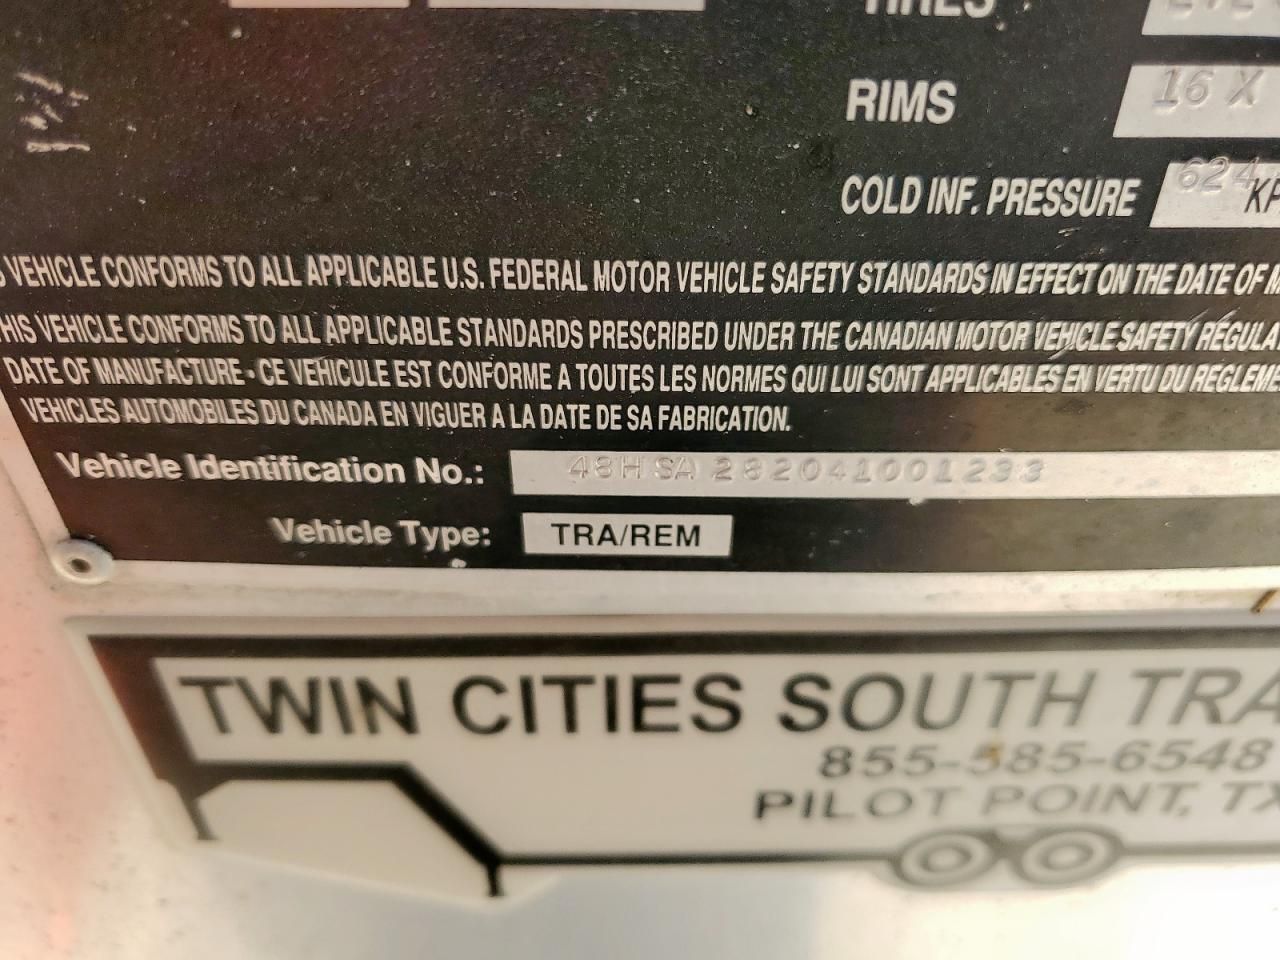 TIRES
RIMS 16 X
COLD INF. PRESSURE 624 KP
VEHICLE CONFORMS TO ALL APPLICABLE U.S. FEDERAL MOTOR VEHICLE SAFETY STANDARDS IN EFFECT ON THE DATE OF M
HIS VEHICLE CONFORMS TO ALL APPLICABLE STANDARDS PRESCRIBED UNDER THE CANADIAN MOTOR VEHICLE SAFETY REGULAT
DATE OF MANUFACTURE - CE VEHICULE EST CONFORME A TOUTES LES NORMES QUI LUI SONT APPLICABLES EN VERTU DU REGLEME
VEHICLES AUTOMOBILES DU CANADA EN VIGUER A LA DATE DE SA FABRICATION.
Vehicle Identification No.: 48HSA282041001233
Vehicle Type: TRA/REM
TWIN CITIES SOUTH TRA
855-585-6548
PILOT POINT, TX